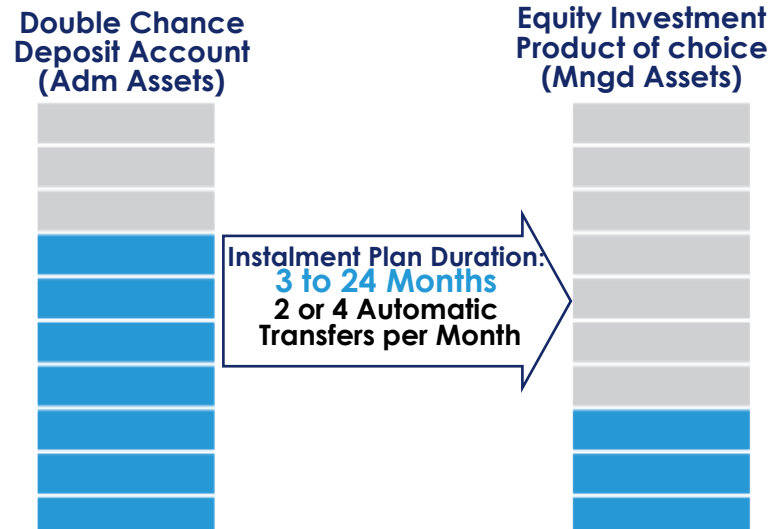 Double Chance
Deposit Account
(Adm Assets)
Equity Investment
Product of choice
(Mngd Assets)
Instalment Plan Duration:
3 to 24 Months
2 or 4 Automatic
Transfers per Month